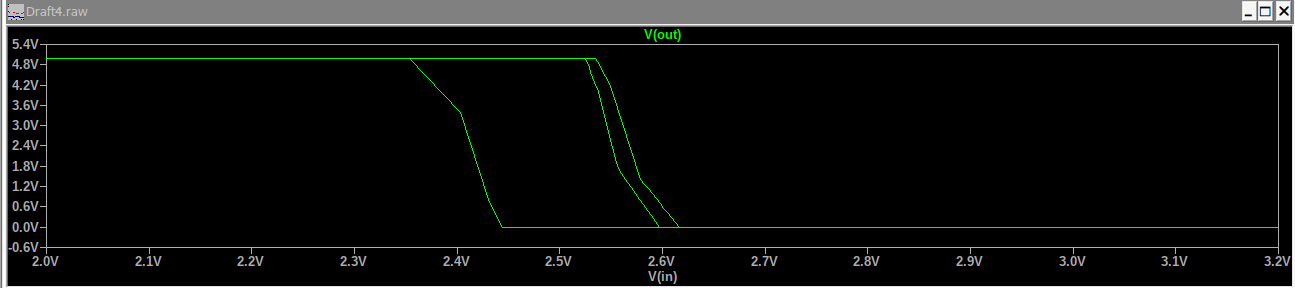 Draft4.raw
V(out)
5.4V
4.8V
4.2V
3.6V
3.0V
2.4V
1.8V
1.2V
0.6V
0.0V
-0.6V
2.0V 2.1V 2.2V 2.3V 2.4V 2.5V 2.6V 2.7V 2.8V 2.9V 3.0V 3.1V 3.2V
V(in)